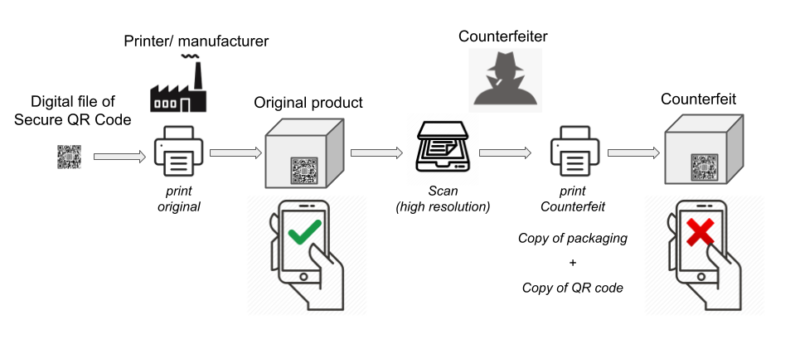 Printer/ manufacturer
Counterfeiter
Digital file of
Secure QR Code
Original product
Counterfeit
print
original
Scan
(high resolution)
print
Counterfeit
Copy of packaging
+
Copy of QR code